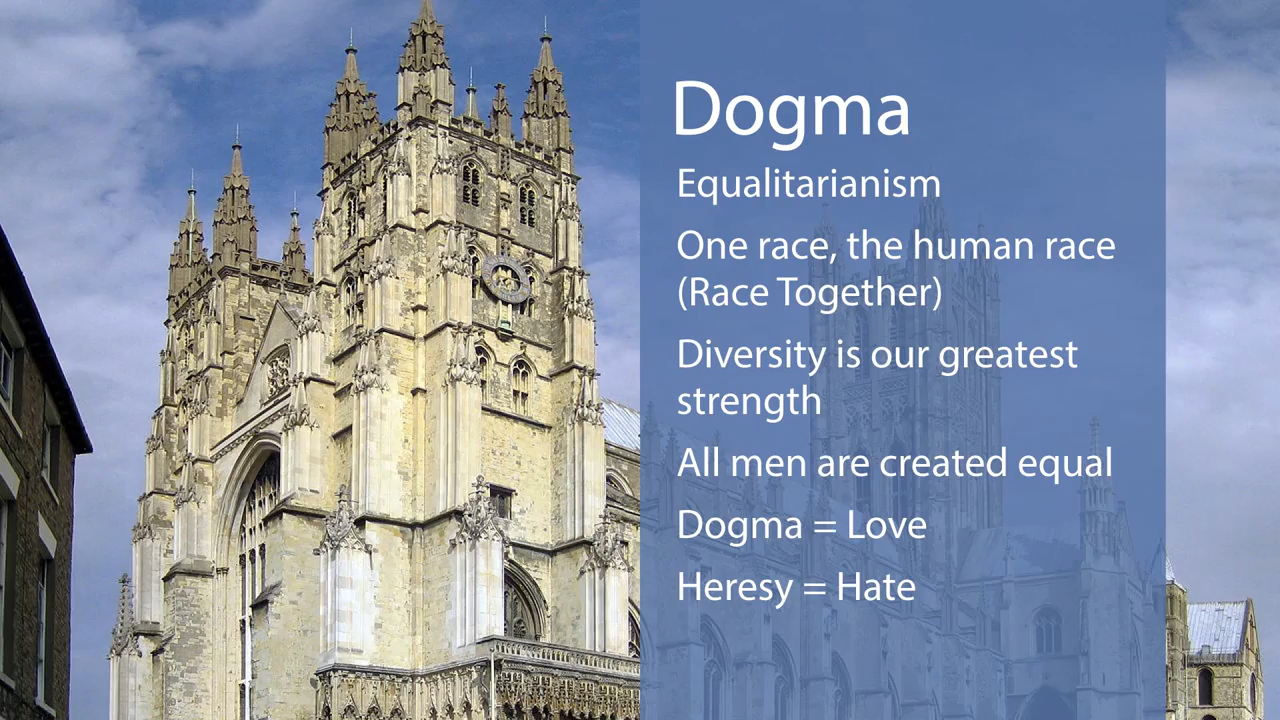 Dogma
Equalitarianism
One race, the human race
(Race Together)
Diversity is our greatest
strength
All men are created equal
Dogma = Love
Heresy = Hate